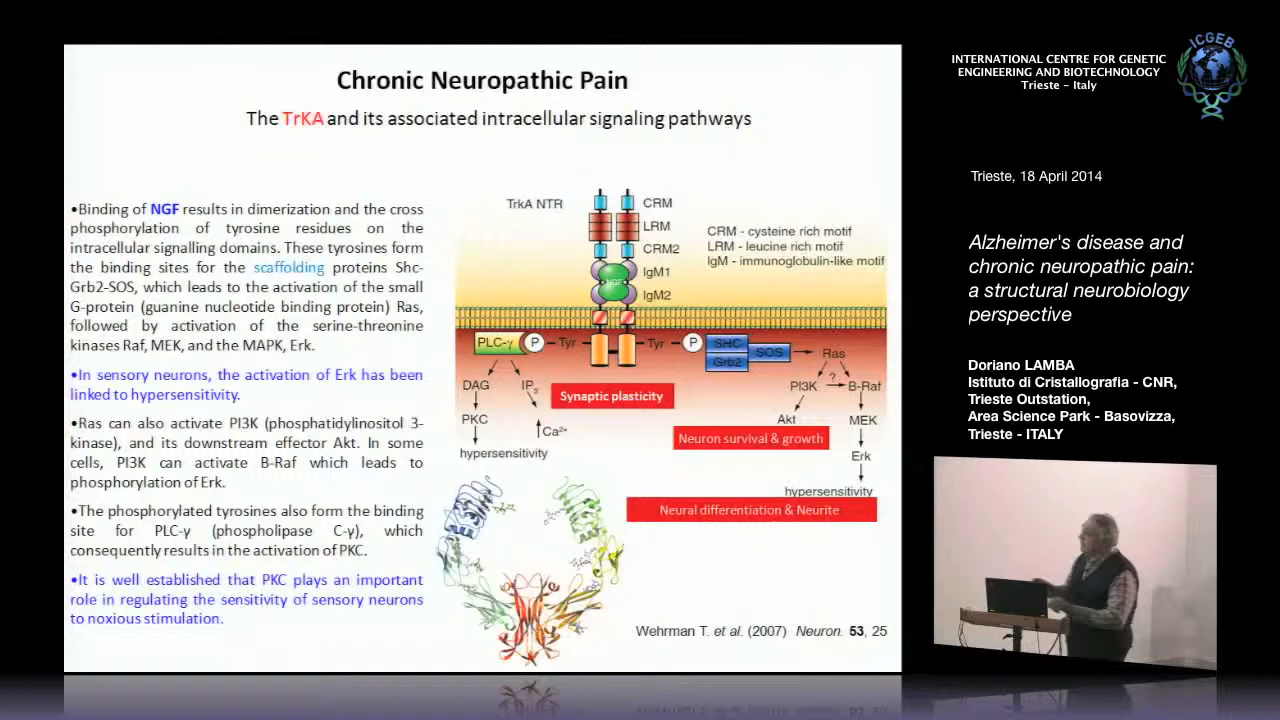 Chronic Neuropathic Pain
The TrKA and its associated intracellular signaling pathways
•Binding of NGF results in dimerization and the cross
phosphorylation of tyrosine residues on the
intracellular signalling domains. These tyrosines form
the binding sites for the scaffolding proteins Shc-
Grb2-SOS, which leads to the activation of the small
G-protein (guanine nucleotide binding protein) Ras,
followed by activation of the serine-threonine
kinases Raf, MEK, and the MAPK, Erk.
•In sensory neurons, the activation of Erk has been
linked to hypersensitivity.
•Ras can also activate PI3K (phosphatidylinositol 3-
kinase), and its downstream effector Akt. In some
cells, PI3K can activate B-Raf which leads to
phosphorylation of Erk.
•The phosphorylated tyrosines also form the binding
site for PLC-γ (phospholipase C-γ), which
consequently results in the activation of PKC.
•It is well established that PKC plays an important
role in regulating the sensitivity of sensory neurons
to noxious stimulation.
TrkA NTR
CRM
LRM
CRM2
IgM1
IgM2
NGF
CRM - cysteine rich motif
LRM - leucine rich motif
IgM - immunoglobulin-like motif
PLC-γ P Tyr Tyr P SHC Grb2 SOS Ras
DAG IP3 PI3K ? B-Raf
Synaptic plasticity
PKC Ca2+ Akt MEK
Neuron survival & growth
hypersensitivity Erk
hypersensitivity
Neural differentiation & Neurite
Wehrman T. et al. (2007) Neuron. 53, 25
INTERNATIONAL CENTRE FOR GENETIC
ENGINEERING AND BIOTECHNOLOGY
Trieste - Italy
ICGEB
Trieste, 18 April 2014
Alzheimer's disease and
chronic neuropathic pain:
a structural neurobiology
perspective
Doriano LAMBA
Istituto di Cristallografia - CNR,
Trieste Outstation,
Area Science Park - Basovizza,
Trieste - ITALY